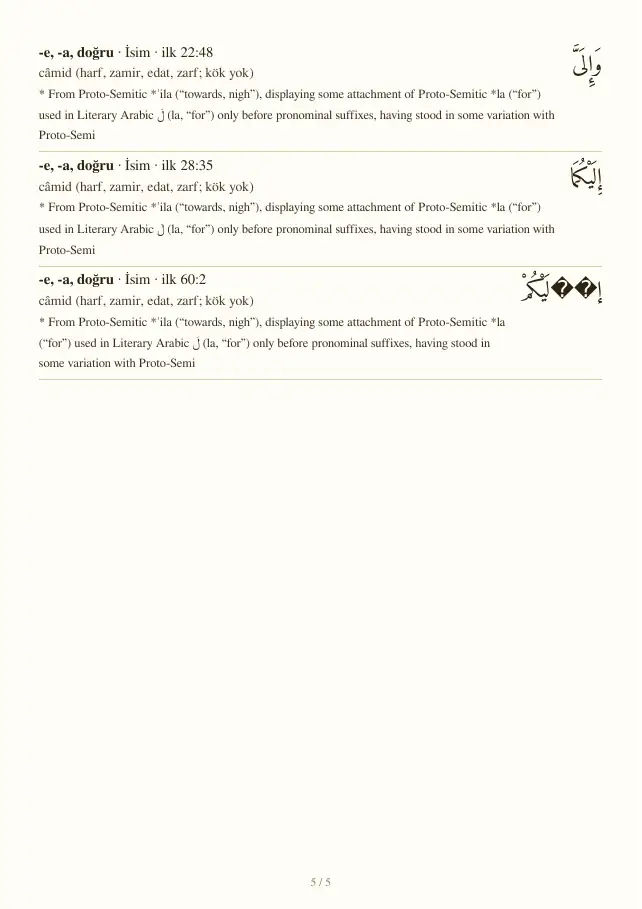 -e, -a, doğru · İsim · ilk 22:48 وَإِلَىَّ
câmid (harf, zamir, edat, zarf; kök yok)
* From Proto-Semitic *ʾila (“towards, nigh”), displaying some attachment of Proto-Semitic *la (“for”)
used in Literary Arabic لَ (la, “for”) only before pronominal suffixes, having stood in some variation with
Proto-Semi
-e, -a, doğru · İsim · ilk 28:35 إِلَيْكُمَا
câmid (harf, zamir, edat, zarf; kök yok)
* From Proto-Semitic *ʾila (“towards, nigh”), displaying some attachment of Proto-Semitic *la (“for”)
used in Literary Arabic لَ (la, “for”) only before pronominal suffixes, having stood in some variation with
Proto-Semi
-e, -a, doğru · İsim · ilk 60:2 إ��لَيْكُمْ
câmid (harf, zamir, edat, zarf; kök yok)
* From Proto-Semitic *ʾila (“towards, nigh”), displaying some attachment of Proto-Semitic *la
(“for”) used in Literary Arabic لَ (la, “for”) only before pronominal suffixes, having stood in
some variation with Proto-Semi
5 / 5